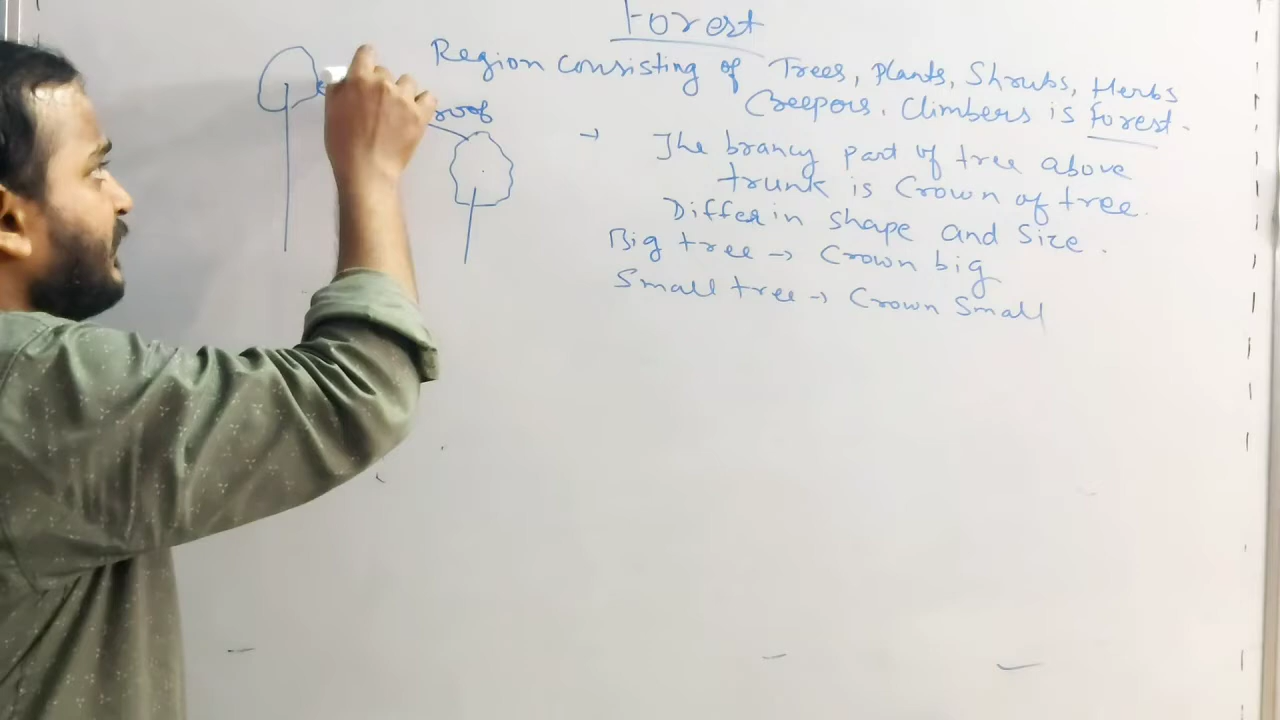 Forest
Region consisting of Trees, Plants, Shrubs, Herbs
Creepors, Climbers is forest.
roof
→ The brancy part of tree above
trunk is Crown of tree.
Differ in shape and Size.
Big tree → Crown big
Small tree → Crown Small